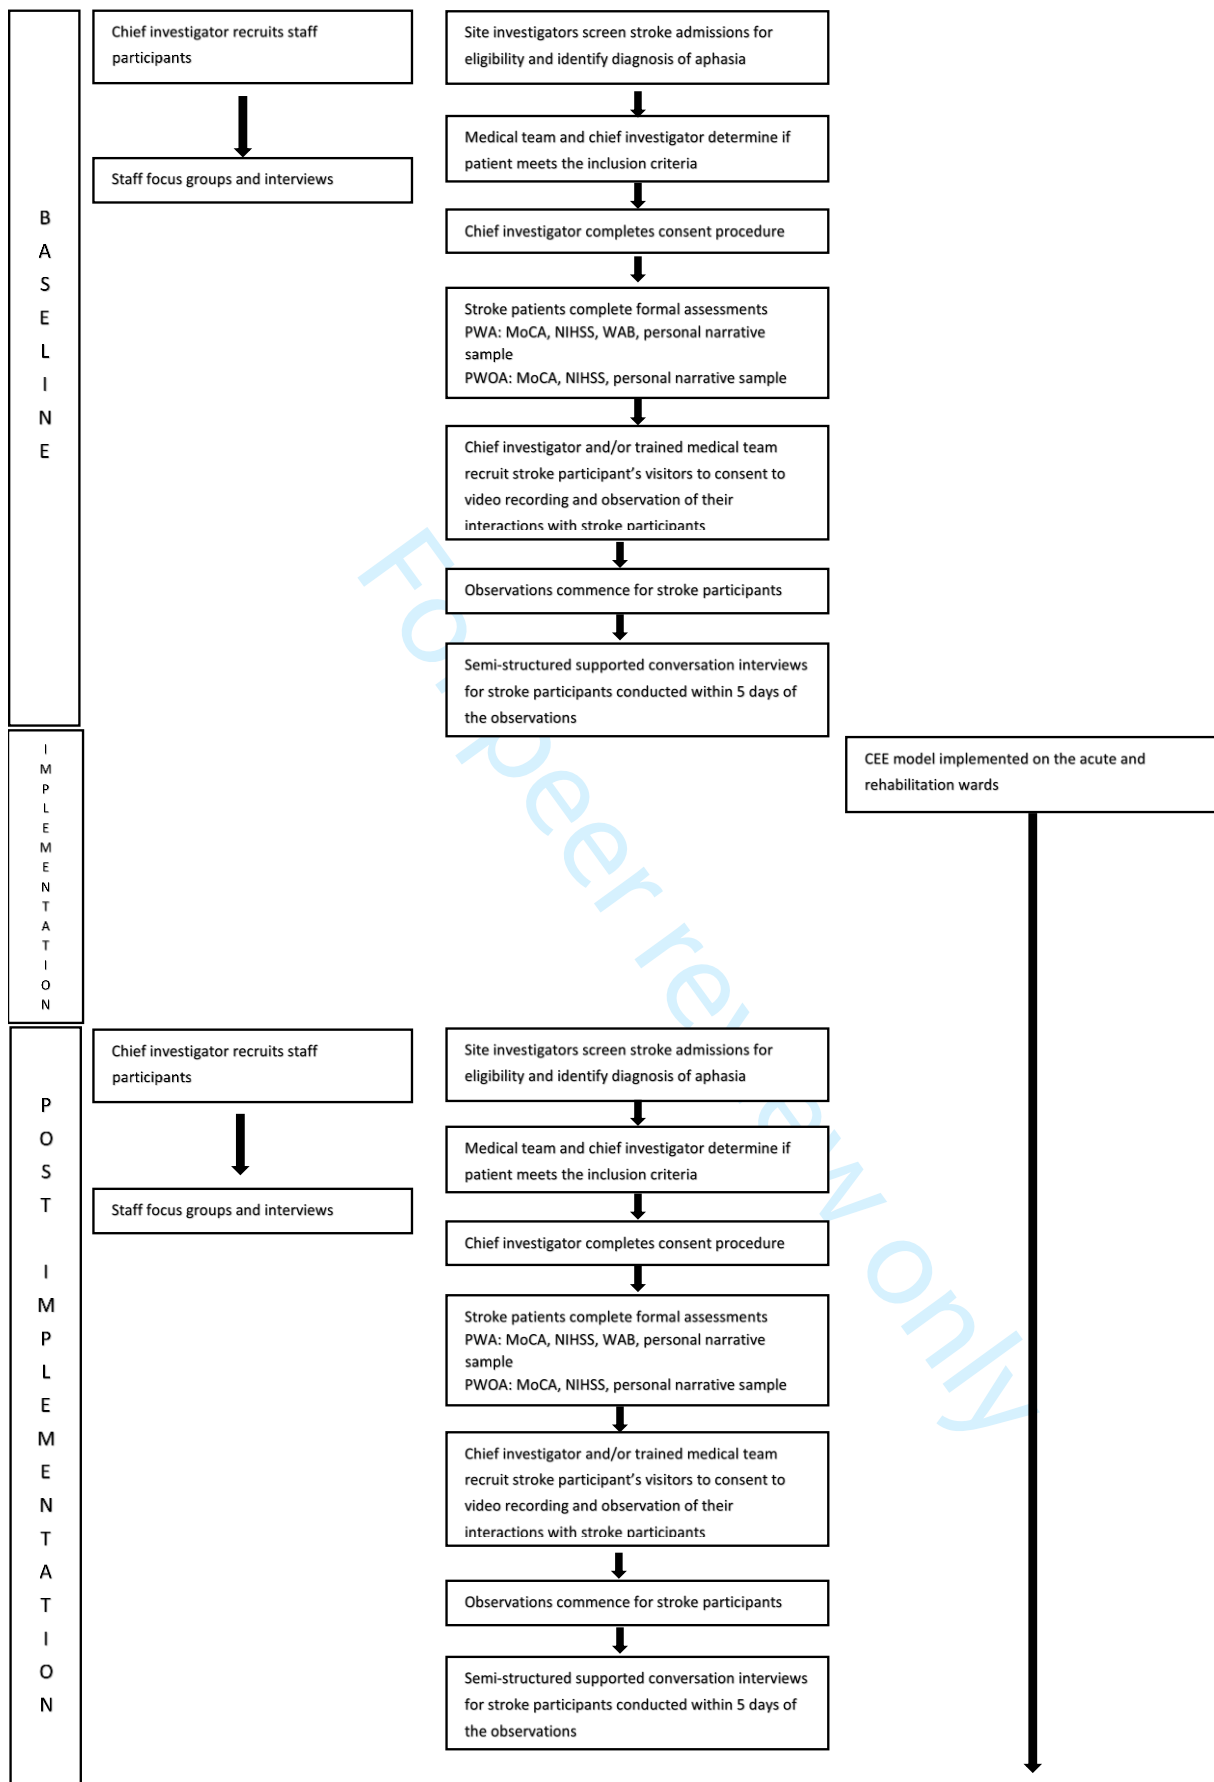 BASELINE
Chief investigator recruits staff
participants
Staff focus groups and interviews
Site investigators screen stroke admissions for
eligibility and identify diagnosis of aphasia
Medical team and chief investigator determine if
patient meets the inclusion criteria
Chief investigator completes consent procedure
Stroke patients complete formal assessments
PWA: MoCA, NIHSS, WAB, personal narrative
sample
PWOA: MoCA, NIHSS, personal narrative sample
Chief investigator and/or trained medical team
recruit stroke participant's visitors to consent to
video recording and observation of their
interactions with stroke participants
Observations commence for stroke participants
Semi-structured supported conversation interviews
for stroke participants conducted within 5 days of
the observations
IMPLEMENTATION
CEE model implemented on the acute and
rehabilitation wards
POST IMPLEMENTATION
Chief investigator recruits staff
participants
Staff focus groups and interviews
Site investigators screen stroke admissions for
eligibility and identify diagnosis of aphasia
Medical team and chief investigator determine if
patient meets the inclusion criteria
Chief investigator completes consent procedure
Stroke patients complete formal assessments
PWA: MoCA, NIHSS, WAB, personal narrative
sample
PWOA: MoCA, NIHSS, personal narrative sample
Chief investigator and/or trained medical team
recruit stroke participant's visitors to consent to
video recording and observation of their
interactions with stroke participants
Observations commence for stroke participants
Semi-structured supported conversation interviews
for stroke participants conducted within 5 days of
the observations
For peer review only